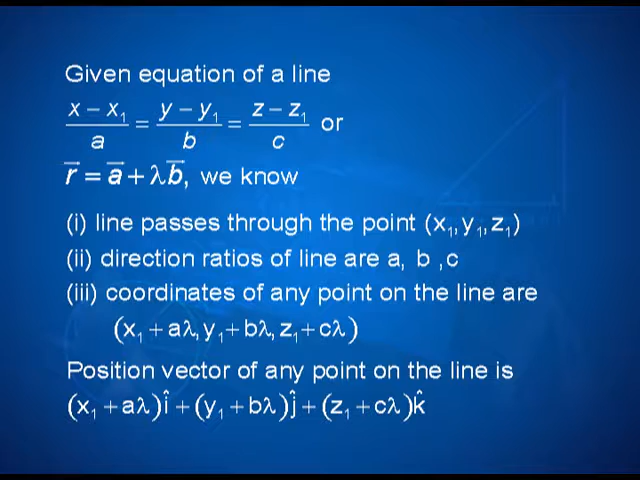 Given equation of a line
(x – x₁)/a = (y – y₁)/b = (z – z₁)/c or
r⃗ = a⃗ + λb⃗, we know
(i) line passes through the point (x₁, y₁, z₁)
(ii) direction ratios of line are a, b ,c
(iii) coordinates of any point on the line are
(x₁ + aλ, y₁ + bλ, z₁ + cλ)
Position vector of any point on the line is
(x₁ + aλ)î + (y₁ + bλ)ĵ + (z₁ + cλ)k̂